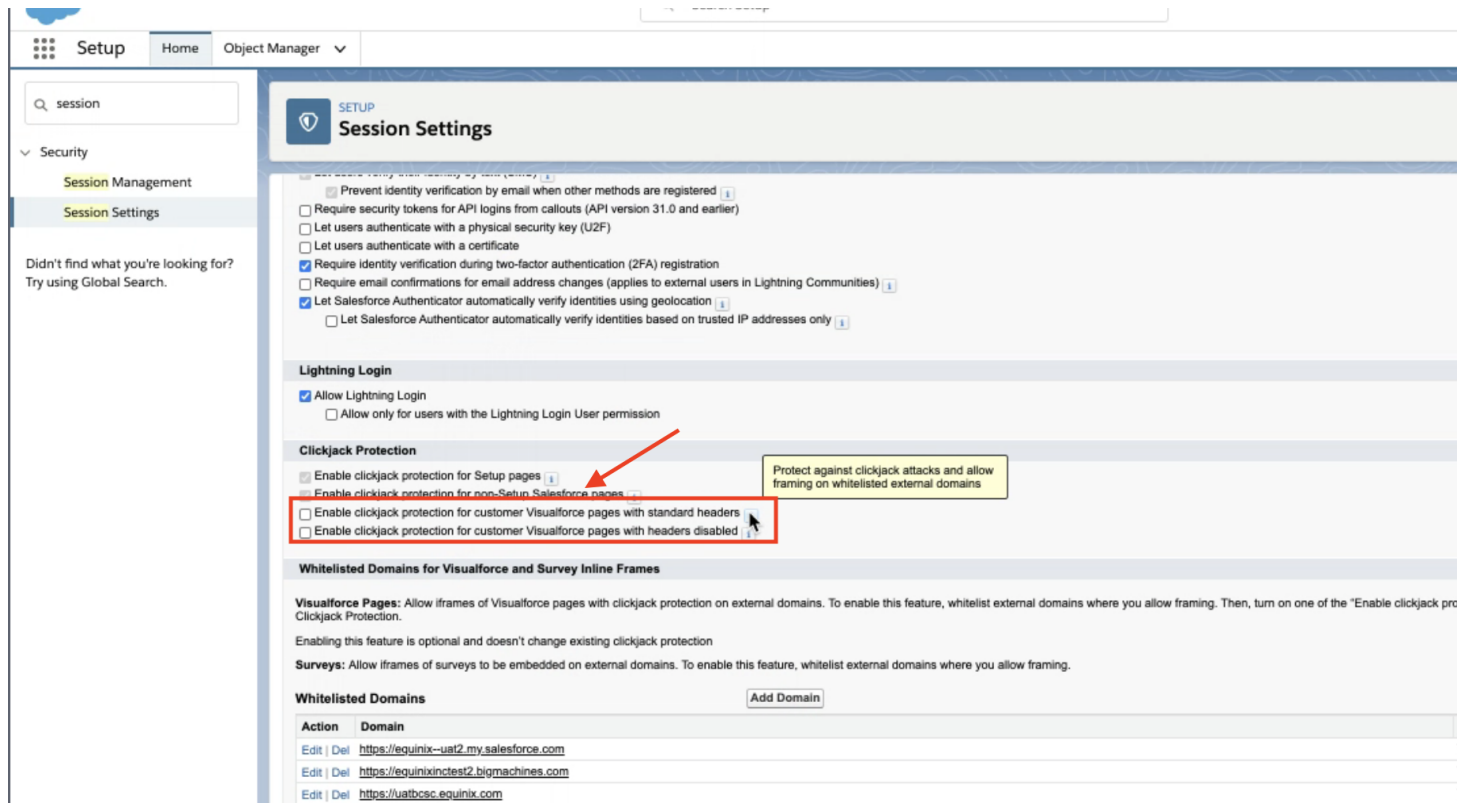 Setup
Home
Object Manager
session
Security
Session Management
Session Settings
Didn't find what you're looking for?
Try using Global Search.
SETUP
Session Settings
Prevent identity verification by email when other methods are registered
Require security tokens for API logins from callouts (API version 31.0 and earlier)
Let users authenticate with a physical security key (U2F)
Let users authenticate with a certificate
Require identity verification during two-factor authentication (2FA) registration
Require email confirmations for email address changes (applies to external users in Lightning Communities)
Let Salesforce Authenticator automatically verify identities using geolocation
Let Salesforce Authenticator automatically verify identities based on trusted IP addresses only
Lightning Login
Allow Lightning Login
Allow only for users with the Lightning Login User permission
Clickjack Protection
Enable clickjack protection for Setup pages
Enable clickjack protection for non-Setup Salesforce pages
Enable clickjack protection for customer Visualforce pages with standard headers
Enable clickjack protection for customer Visualforce pages with headers disabled
Protect against clickjack attacks and allow
framing on whitelisted external domains
Whitelisted Domains for Visualforce and Survey Inline Frames
Visualforce Pages: Allow iframes of Visualforce pages with clickjack protection on external domains. To enable this feature, whitelist external domains where you allow framing. Then, turn on one of the "Enable clickjack pro
Clickjack Protection.
Enabling this feature is optional and doesn't change existing clickjack protection
Surveys: Allow iframes of surveys to be embedded on external domains. To enable this feature, whitelist external domains where you allow framing.
Whitelisted Domains
Add Domain
Action Domain
Edit | Del https://equinix--uat2.my.salesforce.com
Edit | Del https://equinixinctest2.bigmachines.com
Edit | Del https://uatbcsc.equinix.com